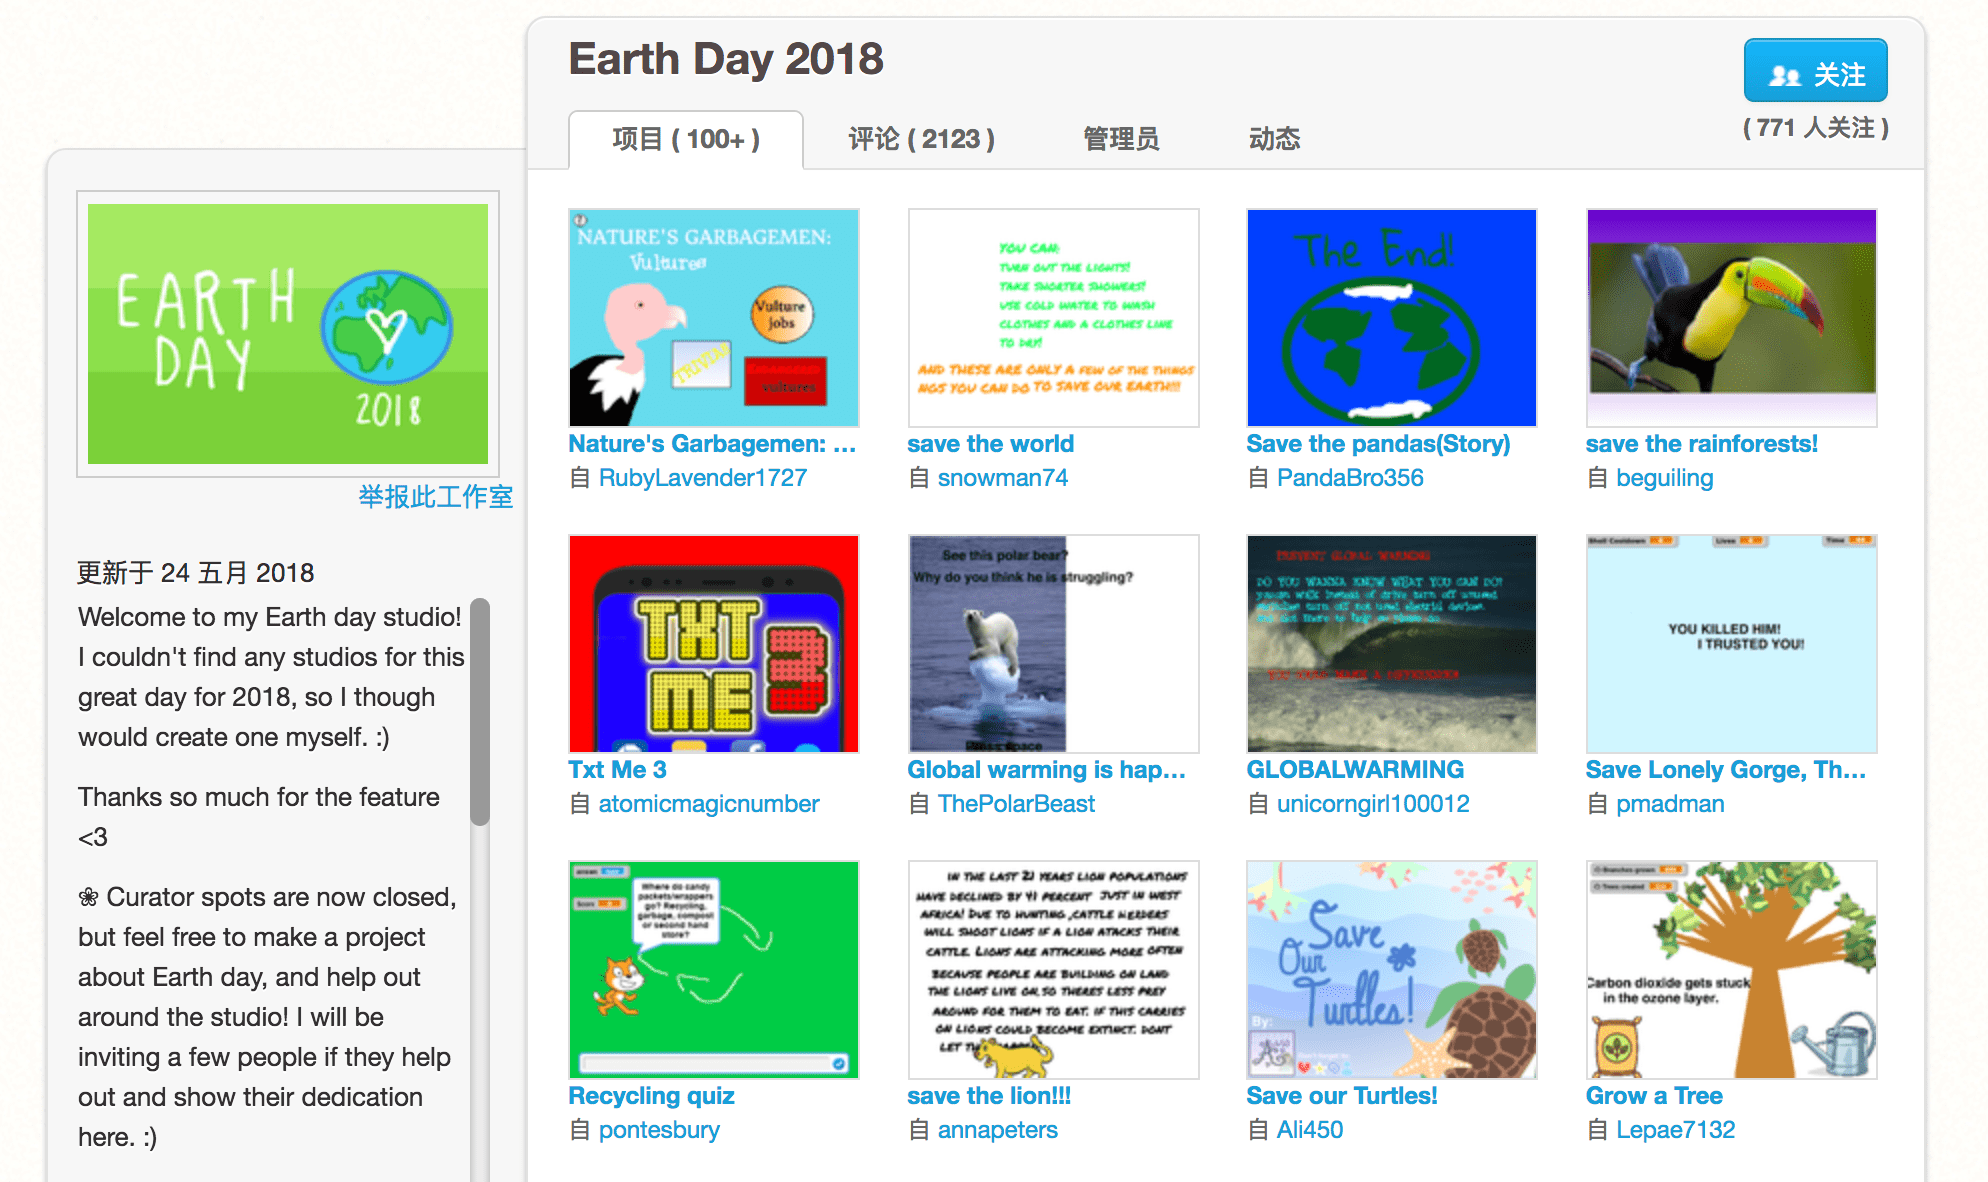 Earth Day 2018
关注
( 771 人关注 )
项目 ( 100+ )
评论 ( 2123 )
管理员
动态
EARTH
DAY
2018
举报此工作室
更新于 24 五月 2018
Welcome to my Earth day studio!
I couldn't find any studios for this
great day for 2018, so I though
would create one myself. :)
Thanks so much for the feature
<3
❀ Curator spots are now closed,
but feel free to make a project
about Earth day, and help out
around the studio! I will be
inviting a few people if they help
out and show their dedication
here. :)
NATURE'S GARBAGEMEN:
Vultures
Vulture
jobs
TRIVIA
vultures
Nature's Garbagemen: ...
自 RubyLavender1727
YOU CAN:
TURN OUT THE LIGHTS!
TAKE SHORTER SHOWERS!
USE COLD WATER TO WASH
CLOTHES AND A CLOTHES LINE
TO DRY!
AND THESE ARE ONLY A FEW OF THE THINGS
NGS YOU CAN DO TO SAVE OUR EARTH!!!
save the world
自 snowman74
The End!
Save the pandas(Story)
自 PandaBro356
save the rainforests!
自 beguiling
TXT
ME 3
Txt Me 3
自 atomicmagicnumber
See this polar bear?
Why do you think he is struggling?
Press space
Global warming is hap...
自 ThePolarBeast
PREVENT GLOBAL WARMING
DO YOU WANNA KNOW WHAT YOU CAN DO?
GLOBALWARMING
自 unicorngirl100012
Shell Cooldown
Lives
Time
YOU KILLED HIM!
I TRUSTED YOU!
Save Lonely Gorge, Th...
自 pmadman
Score
Where do candy
packets/wrappers
go? Recycling,
garbage, compost
or second hand
store?
Recycling quiz
自 pontesbury
IN THE LAST 21 YEARS LION POPULATIONS
HAVE DECLINED BY 41 PERCENT JUST IN WEST
AFRICA! DUE TO HUNTING ,CATTLE HERDERS
WILL SHOOT LIONS IF A LION ATACKS THEIR
CATTLE. LIONS ARE ATTACKING MORE OFTEN
BECAUSE PEOPLE ARE BUILDING ON LAND
THE LIONS LIVE ON, SO THERES LESS PREY
AROUND FOR THEM TO EAT. IF THIS CARRIES
ON LIONS COULD BECOME EXTINCT. DONT
LET
save the lion!!!
自 annapeters
Save
Our
Turtles!
By:
Save our Turtles!
自 Ali450
Branches grown
Trees created
Carbon dioxide gets stuck
in the ozone layer.
Grow a Tree
自 Lepae7132